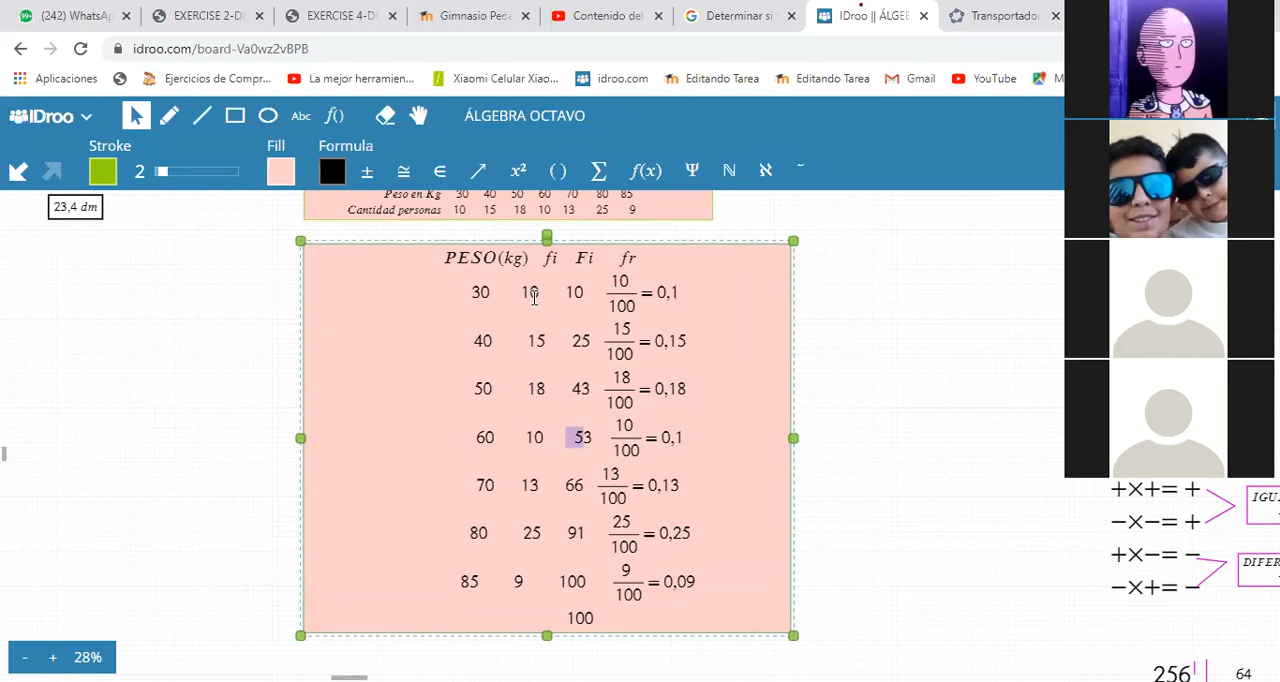 (242) WhatsAp
EXERCISE 2-DI
EXERCISE 4-DI
Gimnasio Peda
Contenido del
Determinar si
IDroo || ÁLGEB
Transportador
idroo.com/board-Va0wz2vBPB
Aplicaciones
Ejercicios de Compr...
La mejor herramien...
Xiaomi Celular Xiao...
idroo.com
Editando Tarea
Editando Tarea
Gmail
YouTube
M
IDroo
Abc
f()
ÁLGEBRA OCTAVO
Stroke
Fill
Formula
2
± ≅ ∈ x² ( ) ∑ f(x) Ψ ℕ ℵ
23,4 dm
Peso en Kg 30 40 50 60 70 80 85
Cantidad personas 10 15 18 10 13 25 9
PESO(kg) fi Fi fr
30 10 10 10/100 = 0,1
40 15 25 15/100 = 0,15
50 18 43 18/100 = 0,18
60 10 53 10/100 = 0,1
70 13 66 13/100 = 0,13
80 25 91 25/100 = 0,25
85 9 100 9/100 = 0,09
100
+×+= +
−×−= +
+×−= −
−×+= −
IGU
DIFER
- + 28%
256
64